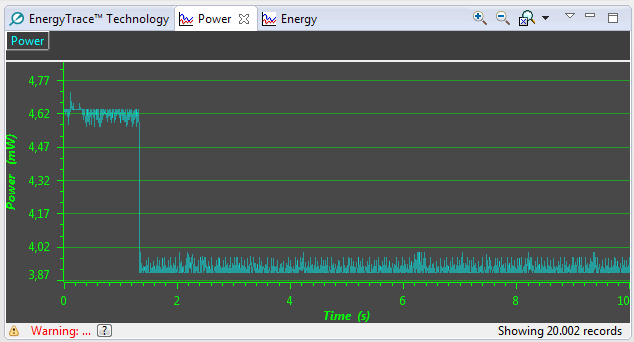 EnergyTrace™ Technology Power Energy
Power
4,77
4,62
4,47
4,32
4,17
4,02
3,87
Power (mW)
0 2 4 6 8 10
Time (s)
Warning: ... ? Showing 20.002 records